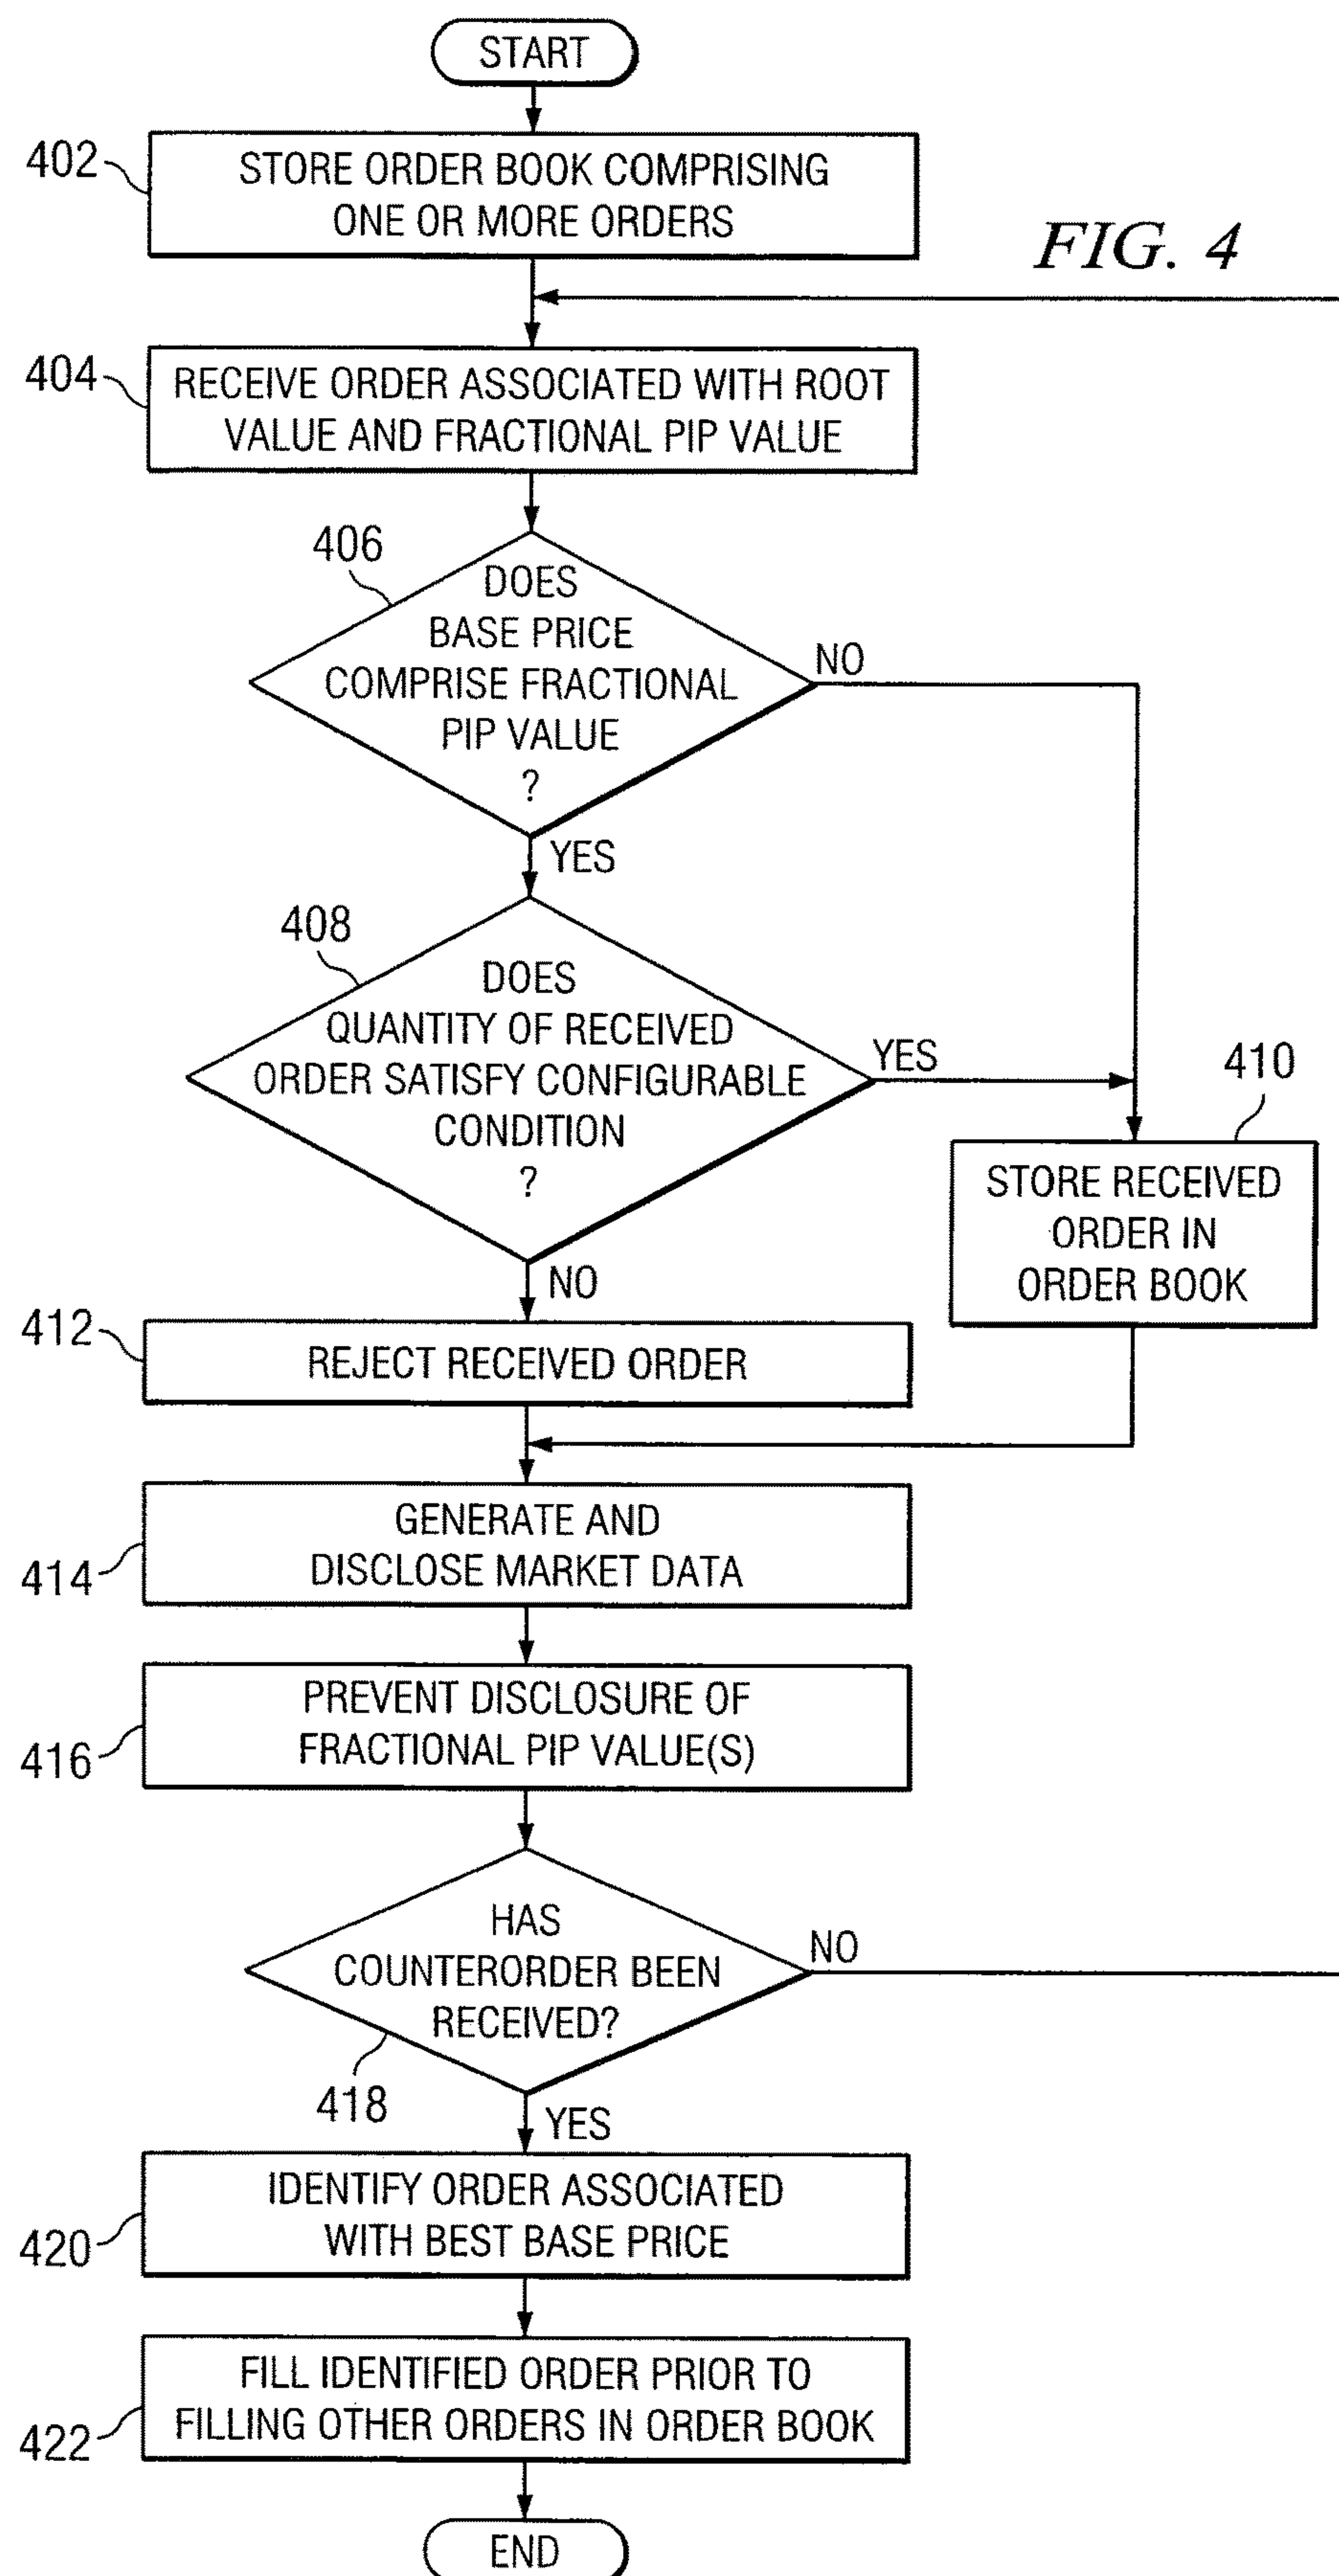 START
402
STORE ORDER BOOK COMPRISING
ONE OR MORE ORDERS
FIG. 4
404
RECEIVE ORDER ASSOCIATED WITH ROOT
VALUE AND FRACTIONAL PIP VALUE
406
DOES
BASE PRICE
COMPRISE FRACTIONAL
PIP VALUE
?
NO
YES
408
DOES
QUANTITY OF RECEIVED
ORDER SATISFY CONFIGURABLE
CONDITION
?
YES
410
STORE RECEIVED
ORDER IN
ORDER BOOK
NO
412
REJECT RECEIVED ORDER
GENERATE AND
DISCLOSE MARKET DATA
414
PREVENT DISCLOSURE OF
FRACTIONAL PIP VALUE(S)
416
HAS
COUNTERORDER BEEN
RECEIVED?
NO
418
YES
IDENTIFY ORDER ASSOCIATED
WITH BEST BASE PRICE
420
FILL IDENTIFIED ORDER PRIOR TO
FILLING OTHER ORDERS IN ORDER BOOK
422
END